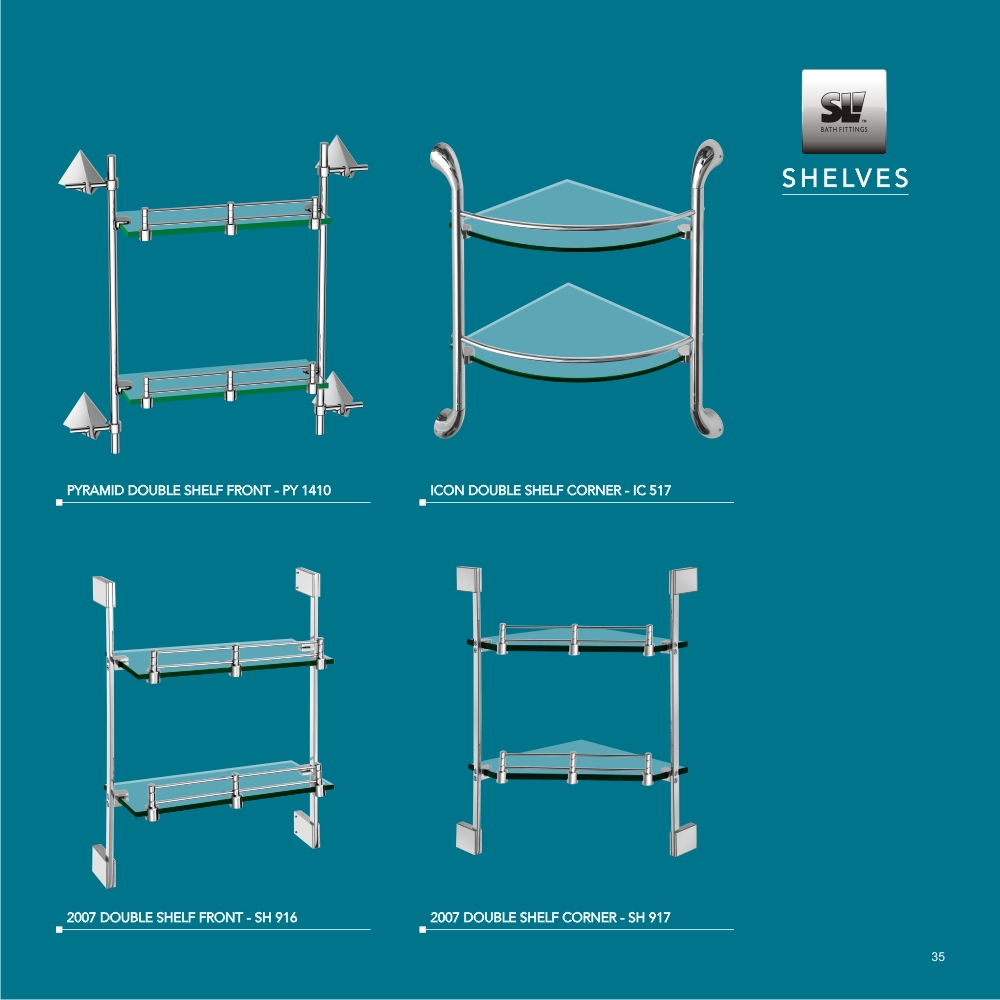 SL!™
BATH FITTINGS
SHELVES
PYRAMID DOUBLE SHELF FRONT - PY 1410
ICON DOUBLE SHELF CORNER - IC 517
2007 DOUBLE SHELF FRONT - SH 916
2007 DOUBLE SHELF CORNER - SH 917
35